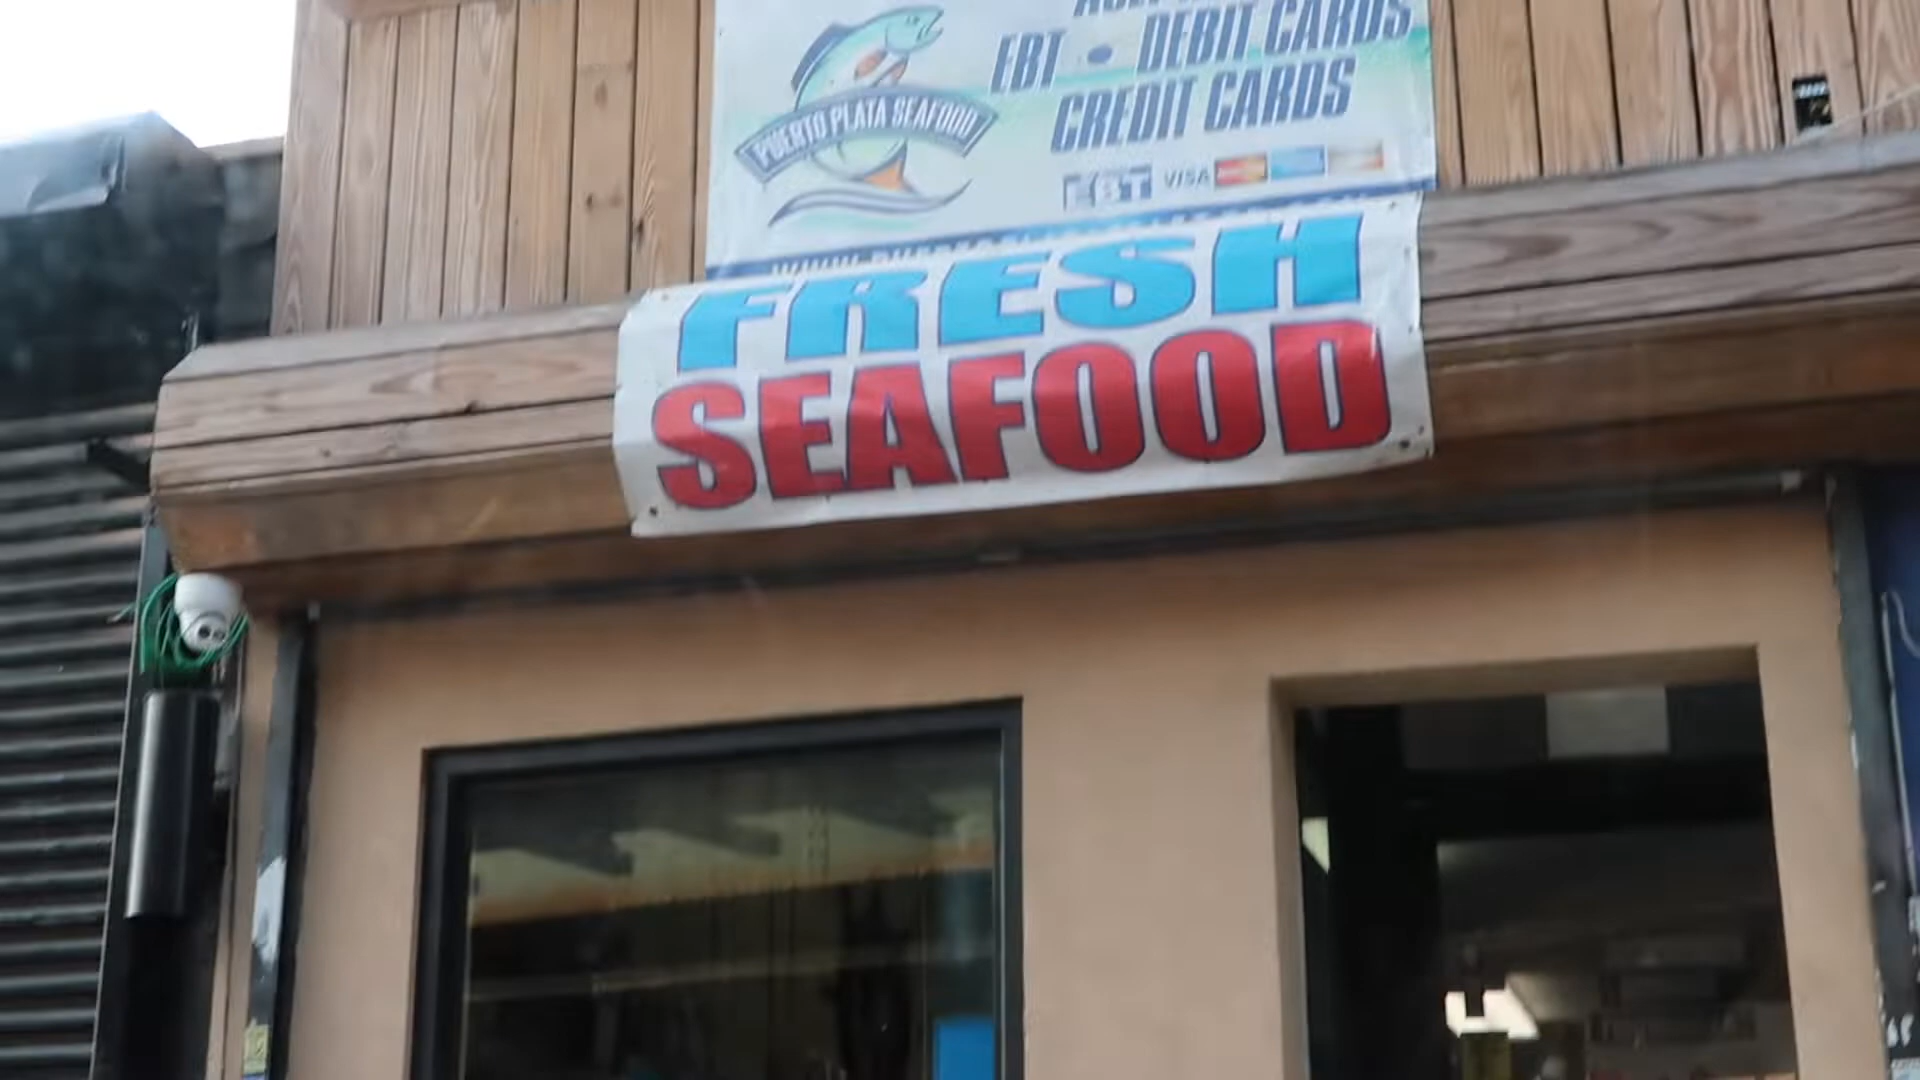 EBT • DEBIT CARDS
CREDIT CARDS
PUERTO PLATA SEAFOOD
EBT VISA
FRESH
SEAFOOD